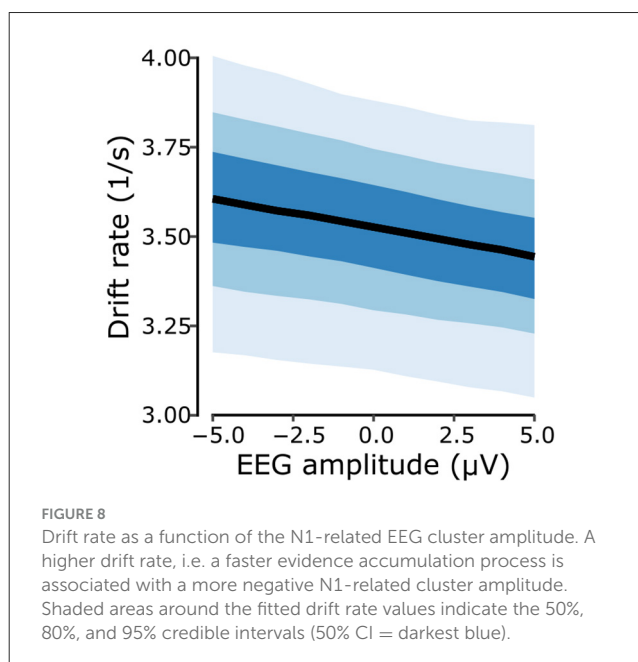 4.00
3.75
3.50
3.25
3.00
Drift rate (1/s)
−5.0 −2.5 0.0 2.5 5.0
EEG amplitude (µV)
FIGURE 8
Drift rate as a function of the N1-related EEG cluster amplitude. A
higher drift rate, i.e. a faster evidence accumulation process is
associated with a more negative N1-related cluster amplitude.
Shaded areas around the fitted drift rate values indicate the 50%,
80%, and 95% credible intervals (50% CI = darkest blue).